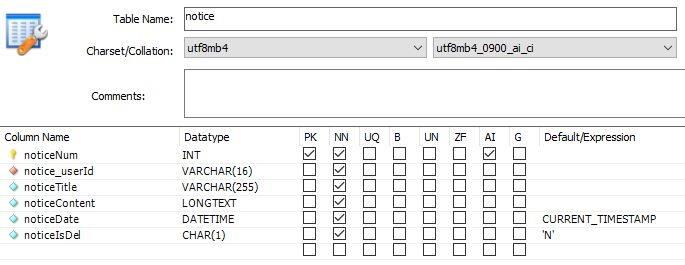 Table Name: notice
Charset/Collation: utf8mb4 utf8mb4_0900_ai_ci
Comments:
Column Name Datatype PK NN UQ B UN ZF AI G Default/Expression
noticeNum INT
notice_userId VARCHAR(16)
noticeTitle VARCHAR(255)
noticeContent LONGTEXT
noticeDate DATETIME CURRENT_TIMESTAMP
noticeIsDel CHAR(1) 'N'